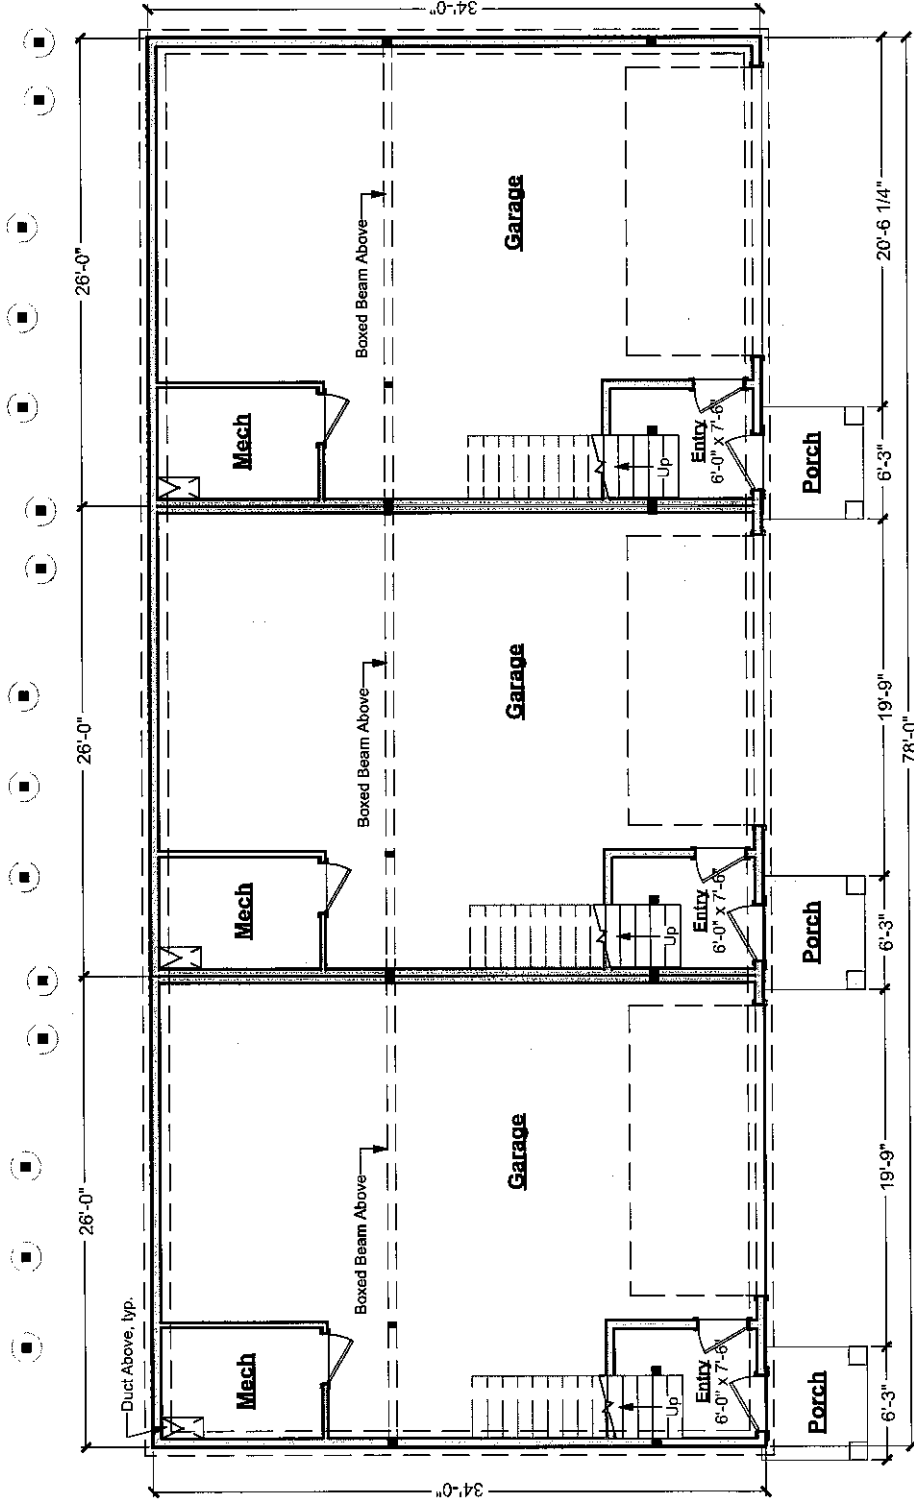 26'-0"
26'-0"
26'-0"
Duct Above, typ.
34'-0"
34'-0"
Mech
Mech
Mech
Boxed Beam Above
Boxed Beam Above
Boxed Beam Above
Garage
Garage
Garage
Up
Up
Up
Entry
6'-0" x 7'-6"
Entry
6'-0" x 7'-6"
Entry
6'-0" x 7'-6"
Porch
Porch
Porch
6'-3"
19'-9"
6'-3"
19'-9"
6'-3"
20'-6 1/4"
78'-0"